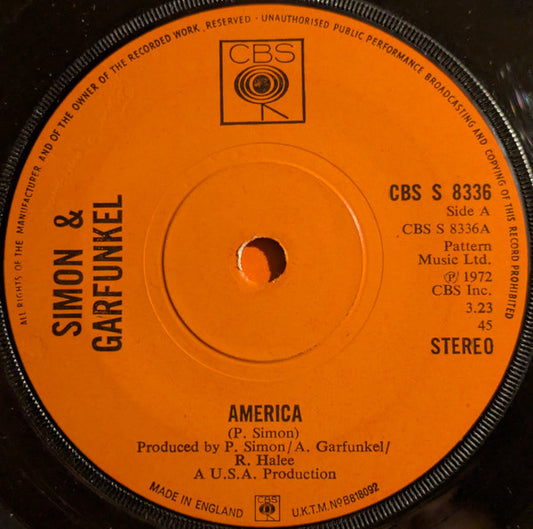 ALL RIGHTS OF THE MANUFACTURER AND OF THE OWNER OF THE RECORDED WORK RESERVED - UNAUTHORISED PUBLIC PERFORMANCE BROADCASTING AND COPYING OF THIS RECORD PROHIBITED
CBS
SIMON &
GARFUNKEL
CBS S 8336
Side A
CBS S 8336A
Pattern
Music Ltd.
℗ 1972
CBS Inc.
3.23
45
STEREO
AMERICA
(P. Simon)
Produced by P. Simon/A. Garfunkel/
R. Halee
A U.S.A. Production
MADE IN ENGLAND
CBS
U.K.T.M. NºB618092